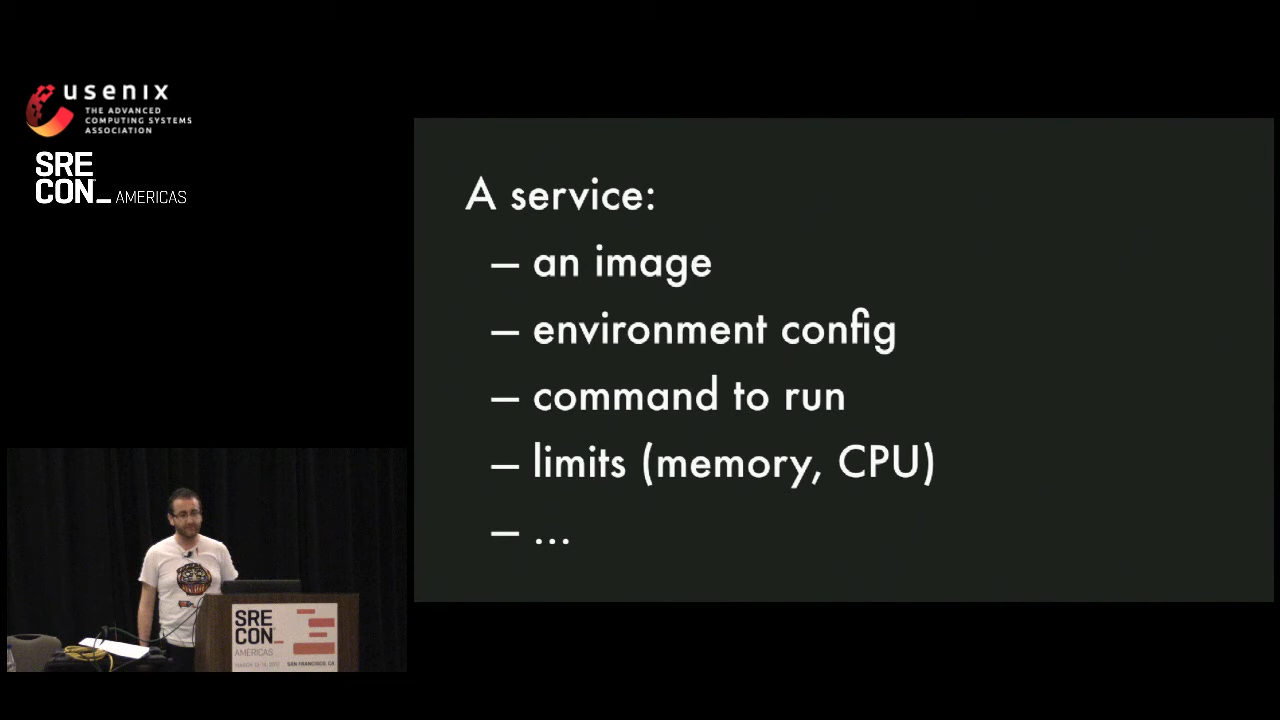 usenix
THE ADVANCED
COMPUTING SYSTEMS
ASSOCIATION
SRE
CON_ AMERICAS
A service:
– an image
– environment config
– command to run
– limits (memory, CPU)
– ...
SRE
CON_
AMERICAS
SAN FRANCISCO, CA